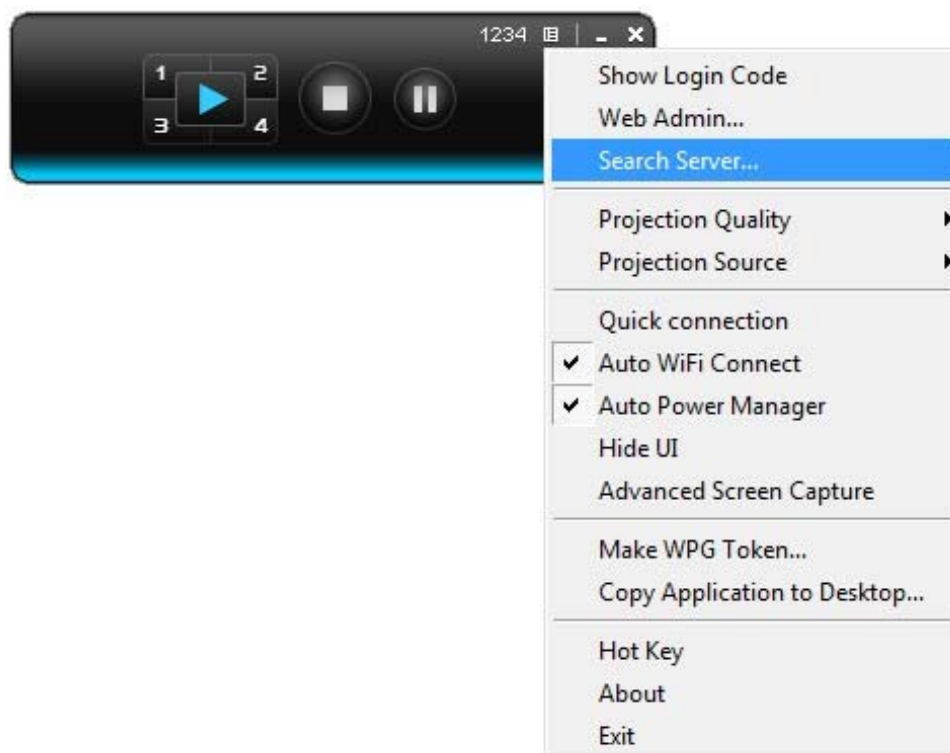 1234
1 2
3 4
Show Login Code
Web Admin...
Search Server...
Projection Quality
Projection Source
Quick connection
Auto WiFi Connect
Auto Power Manager
Hide UI
Advanced Screen Capture
Make WPG Token...
Copy Application to Desktop...
Hot Key
About
Exit